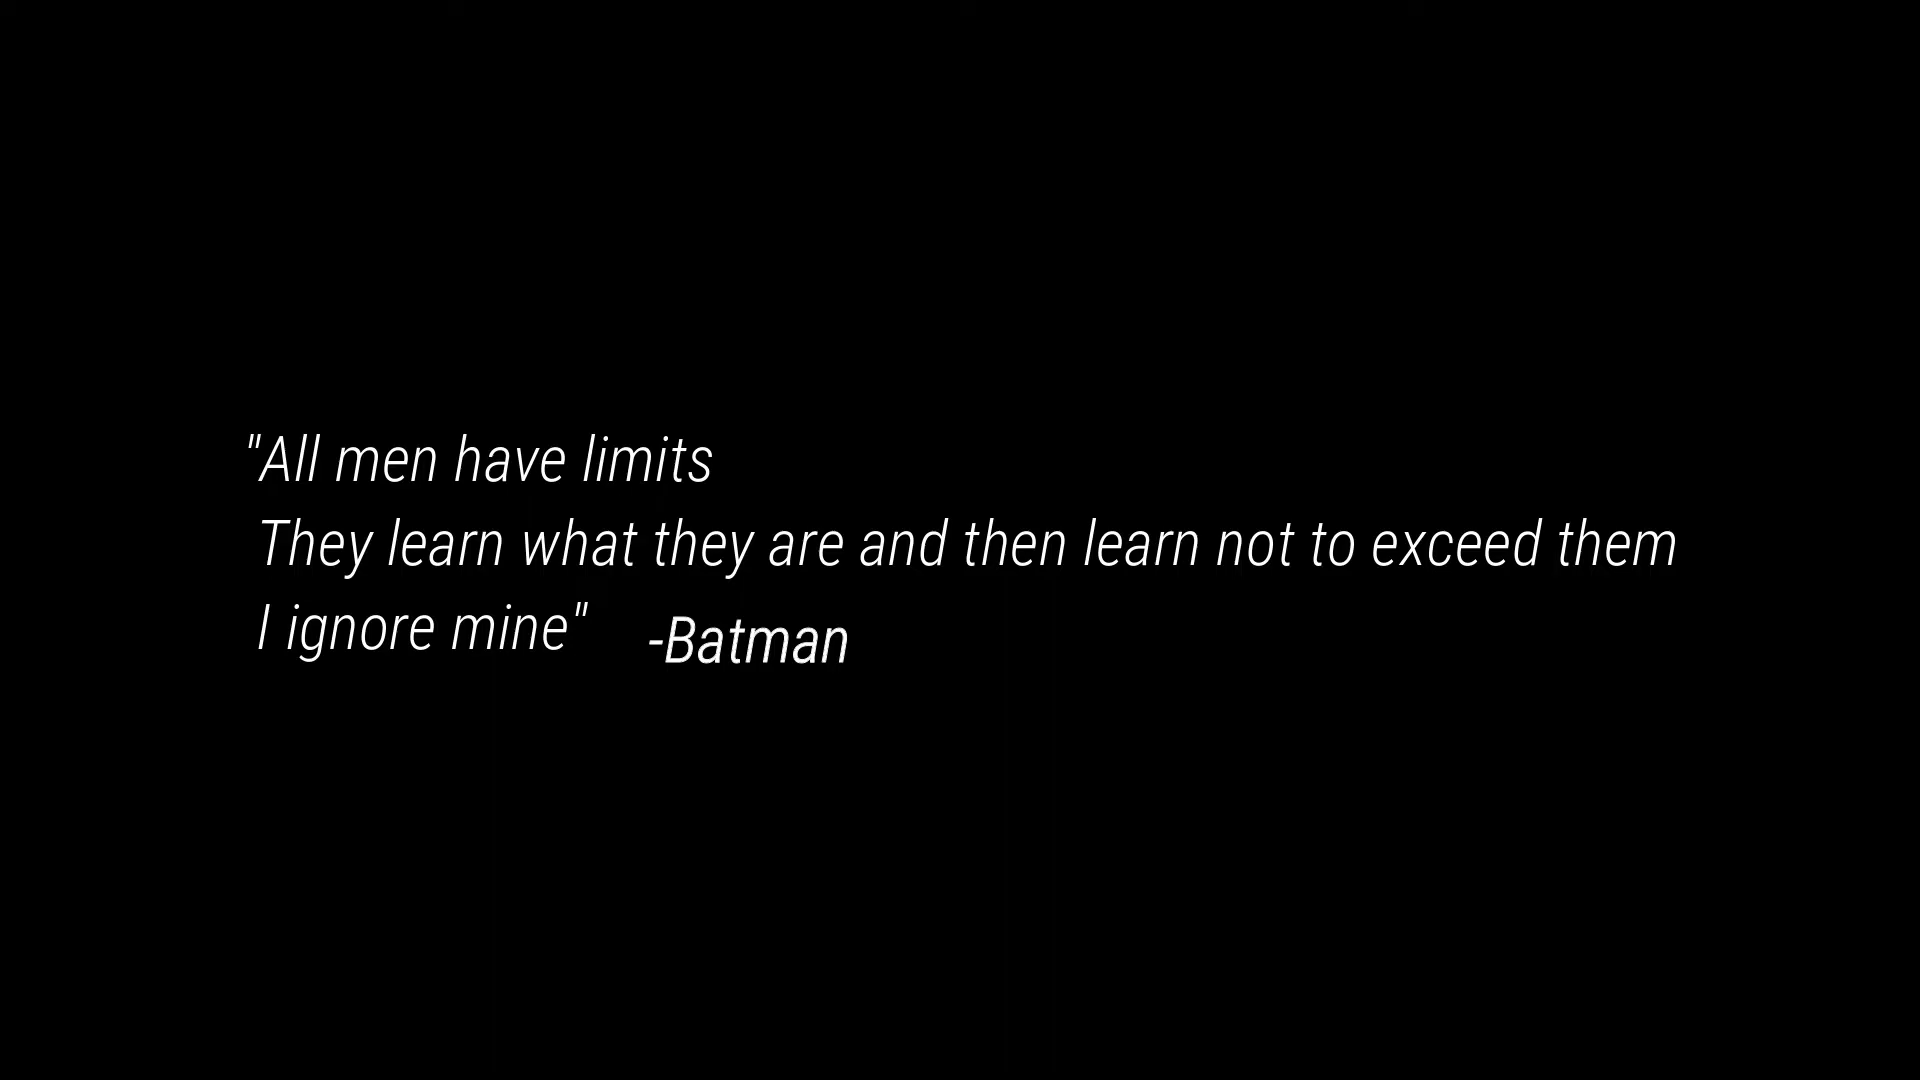 "All men have limits
They learn what they are and then learn not to exceed them
I ignore mine" -Batman